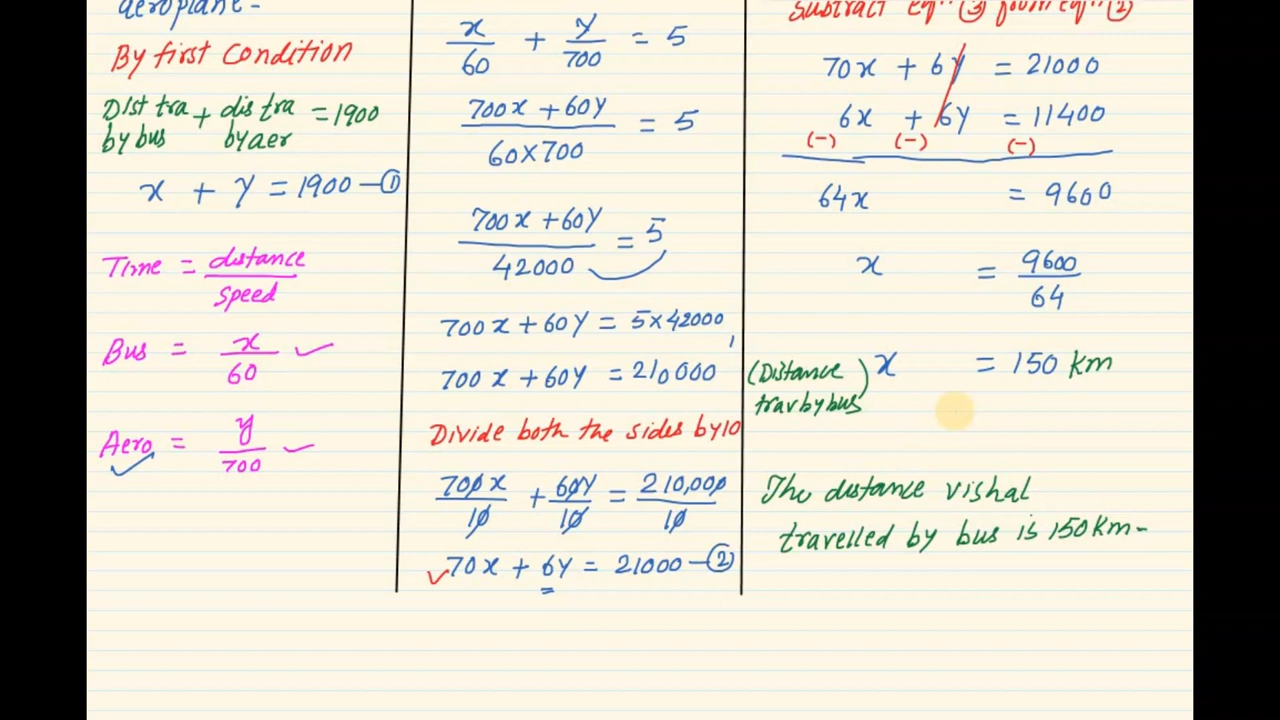 aeroplane-
By first condition
Dist tra + dis tra = 1900
by bus by aer
x + y = 1900 —①
Time = distance/speed
Bus = x/60 ✓
Aero = y/700 ✓
x/60 + y/700 = 5
700x + 60y/60×700 = 5
700x + 60y/42000 = 5
700x + 60y = 5×42000,
700x + 60y = 210000
Divide both the sides by 10
700x/10 + 60y/10 = 210,000/10
✓70x + 6y = 21000 —②
Subtract eqⁿ ③ from eqⁿ ②
70x + 6y = 21000
6x + 6y = 11400
(-) (-) (-)
64x = 9600
x = 9600/64
(Distance trav by bus) x = 150 km
The distance vishal
travelled by bus is 150 Km-